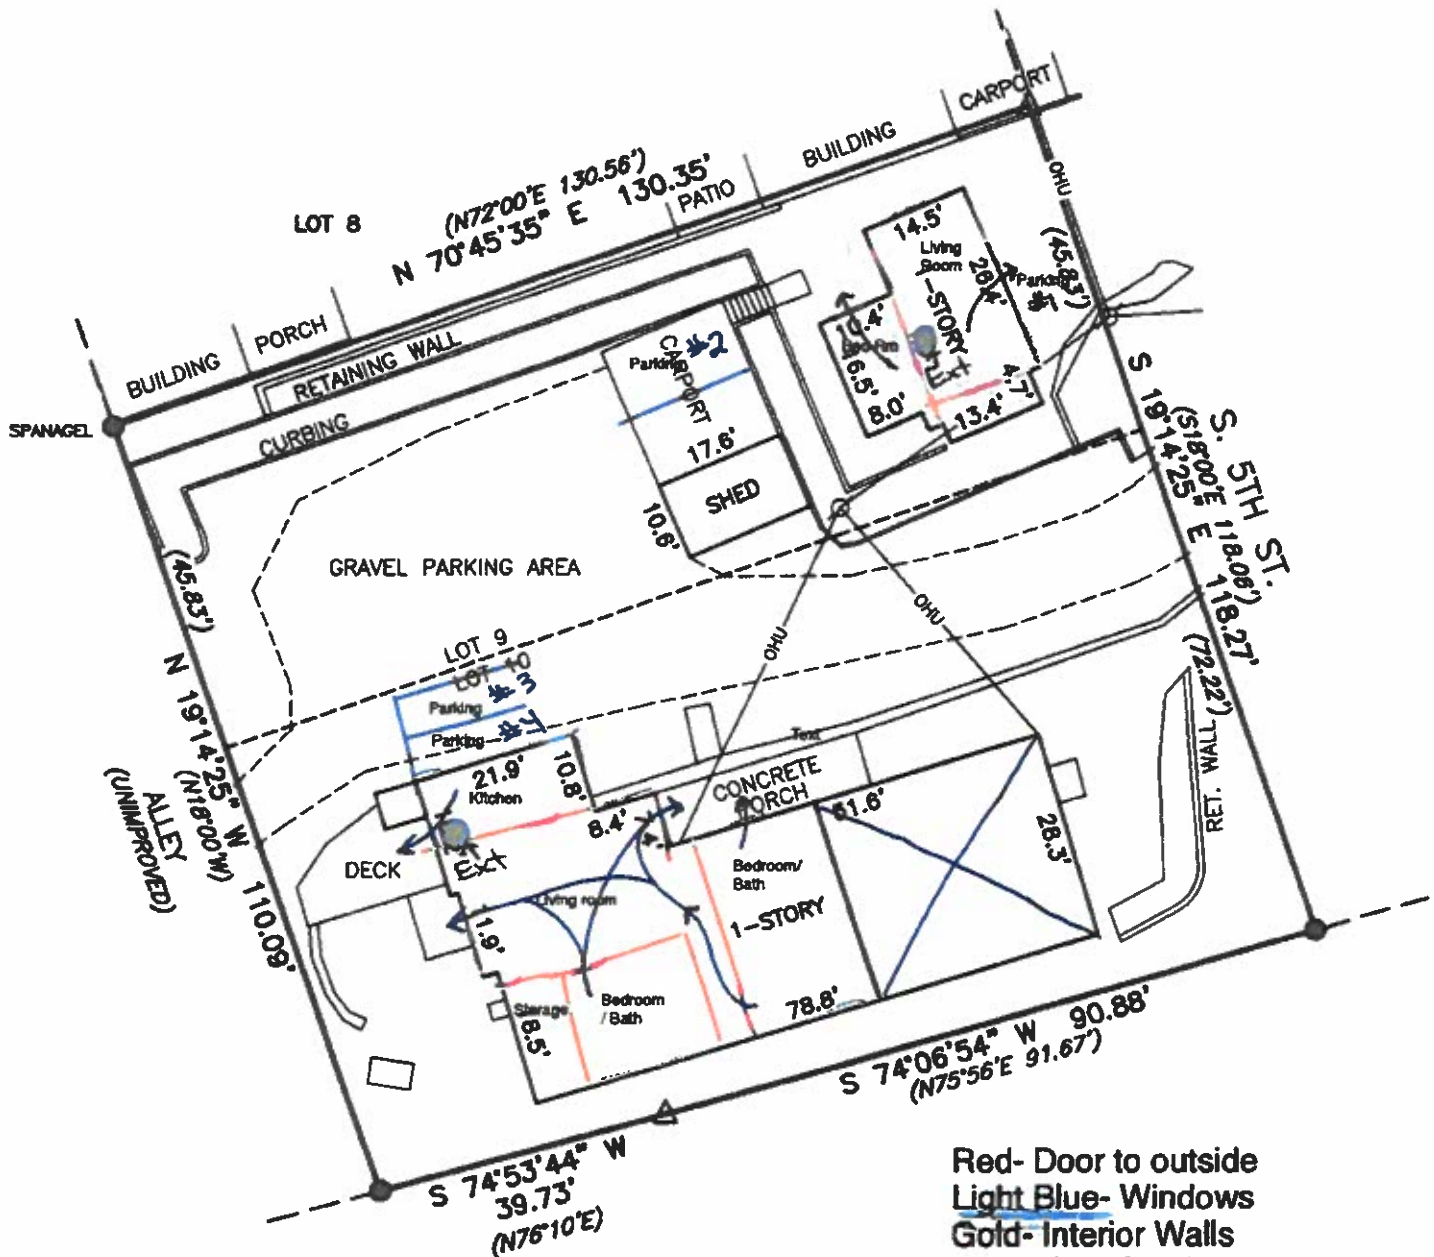 CARPORT
BUILDING
(N72°00'E 130.56')
N 70°45'35" E 130.35'
PATIO
LOT 8
OHU
PORCH
BUILDING
RETAINING WALL
SPANAGEL
CURBING
14.5'
Living
Room
26.4'
Parking
(45.83')
1-STORY
6.5'
8.0'
Ext
4.7'
13.4'
Parking #2
CARPORT
17.6'
SHED
10.6'
S 19°14'25" E 118.27'
(S18°00'E 118.08')
S. 5TH ST.
GRAVEL PARKING AREA
(45.83')
OHU
OHU
LOT 9
LOT 10
Parking #3
Parking
(72.22')
RET. WALL
N 19°14'25" W 110.09'
(N18°00'W)
ALLEY
(UNIMPROVED)
21.9'
Kitchen
10.8'
Text
CONCRETE
PORCH
8.4'
51.6'
28.3'
DECK
Ext
Bedroom/
Bath
Living room
1-STORY
1.9'
Storage
Bedroom
/ Bath
8.5'
78.8'
S 74°06'54" W 90.88'
(N75°56'E 91.67')
S 74°53'44" W
39.73'
(N76°10'E)
Red- Door to outside
Light Blue- Windows
Gold- Interior Walls